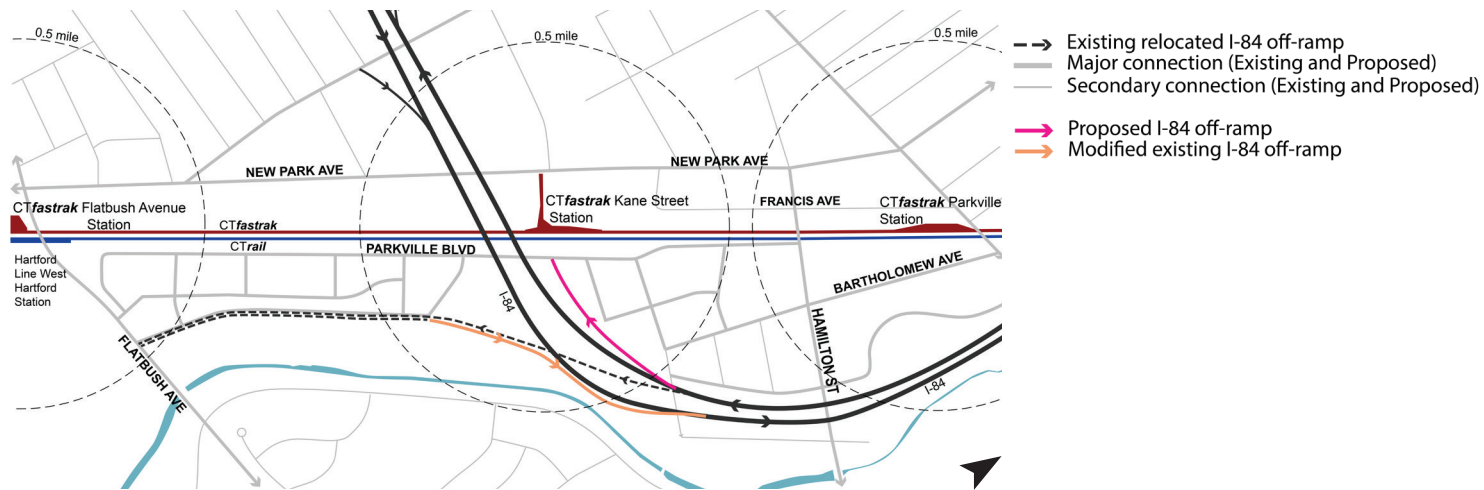 0.5 mile
0.5 mile
0.5 mile
Existing relocated I-84 off-ramp
Major connection (Existing and Proposed)
Secondary connection (Existing and Proposed)
Proposed I-84 off-ramp
Modified existing I-84 off-ramp
NEW PARK AVE
NEW PARK AVE
CTfastrak Flatbush Avenue
Station
CTfastrak
CTrail
CTfastrak Kane Street
Station
FRANCIS AVE
CTfastrak Parkville
Station
PARKVILLE BLVD
Hartford
Line West
Hartford
Station
BARTHOLOMEW AVE
I-84
HAMILTON ST
FLATBUSH AVE
I-84